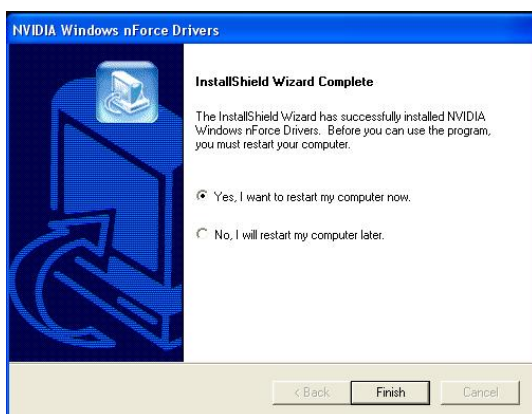 NVIDIA Windows nForce Drivers
InstallShield Wizard Complete
The InstallShield Wizard has successfully installed NVIDIA
Windows nForce Drivers. Before you can use the program,
you must restart your computer.
Yes, I want to restart my computer now.
No, I will restart my computer later.
< Back Finish Cancel